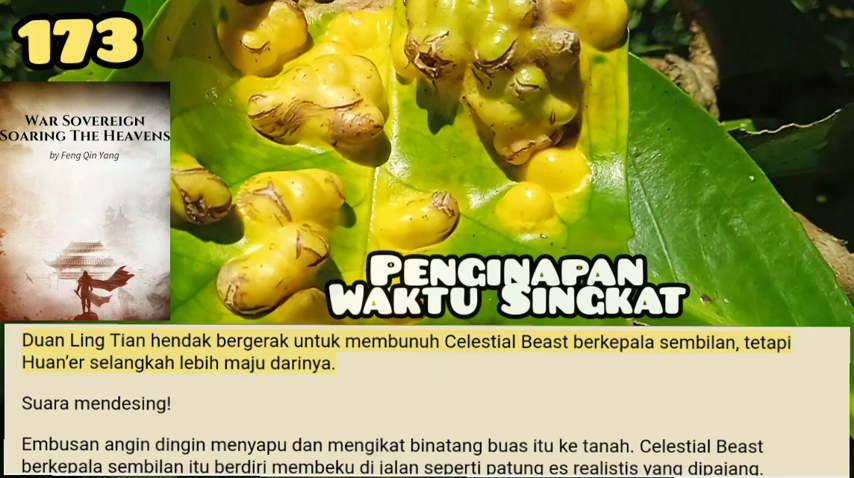 173
WAR SOVEREIGN
SOARING THE HEAVENS
by Feng Qin Yang
PENGINAPAN
WAKTU SINGKAT
Duan Ling Tian hendak bergerak untuk membunuh Celestial Beast berkepala sembilan, tetapi
Huan'er selangkah lebih maju darinya.
Suara mendesing!
Embusan angin dingin menyapu dan mengikat binatang buas itu ke tanah. Celestial Beast
berkepala sembilan itu berdiri membeku di jalan seperti patung es realistis yang dipajang.